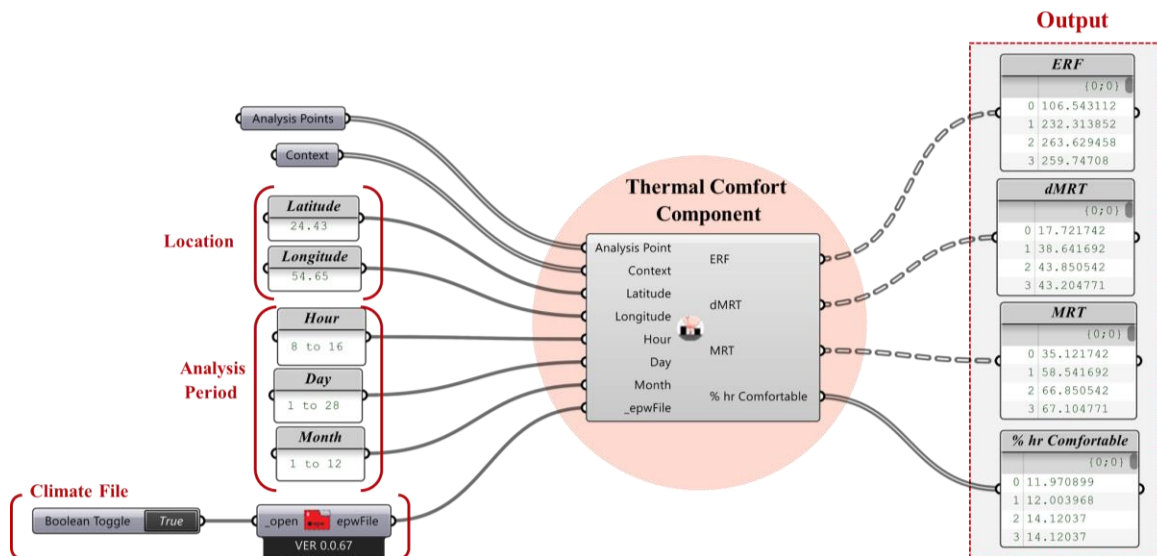 Output
Analysis Points
Context
Location
Latitude
24.43
Longitude
54.65
Analysis
Period
Hour
8 to 16
Day
1 to 28
Month
1 to 12
Climate File
Boolean Toggle True
_open epwFile
VER 0.0.67
Thermal Comfort
Component
Analysis Point
Context
Latitude
Longitude
Hour
Day
Month
_epwFile
ERF
dMRT
MRT
% hr Comfortable
ERF
{0;0}
0 106.543112
1 232.313852
2 263.629458
3 259.74708
dMRT
{0;0}
0 17.721742
1 38.641692
2 43.850542
3 43.204771
MRT
{0;0}
0 35.121742
1 58.541692
2 66.850542
3 67.104771
% hr Comfortable
{0;0}
0 11.970899
1 12.003968
2 14.12037
3 14.12037